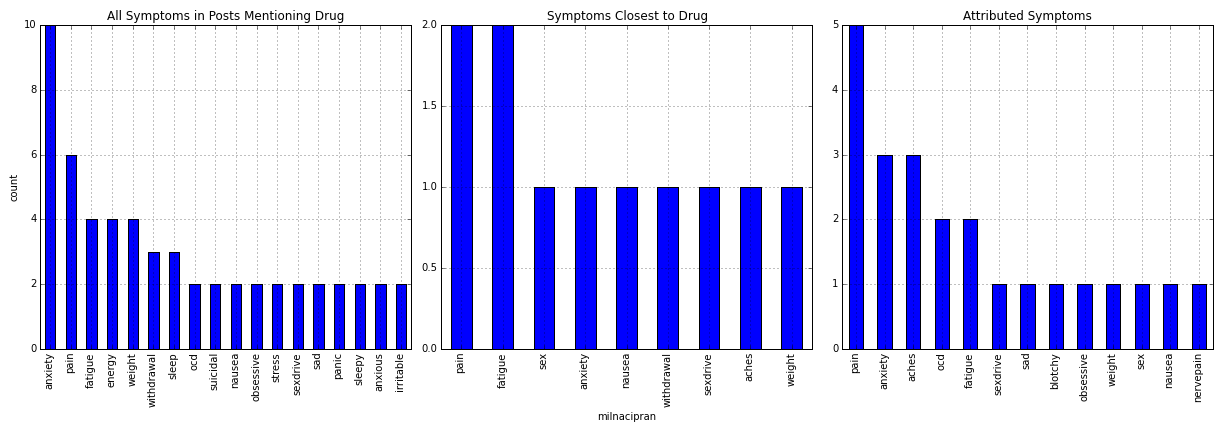 All Symptoms in Posts Mentioning Drug
count
10
8
6
4
2
0
anxiety
pain
fatigue
energy
weight
withdrawal
sleep
ocd
suicidal
nausea
obsessive
stress
sexdrive
sad
panic
sleepy
anxious
irritable
Symptoms Closest to Drug
2.0
1.5
1.0
0.5
0.0
pain
fatigue
sex
anxiety
nausea
withdrawal
sexdrive
aches
weight
milnacipran
Attributed Symptoms
5
4
3
2
1
0
pain
anxiety
aches
ocd
fatigue
sexdrive
sad
blotchy
obsessive
weight
sex
nausea
nervepain